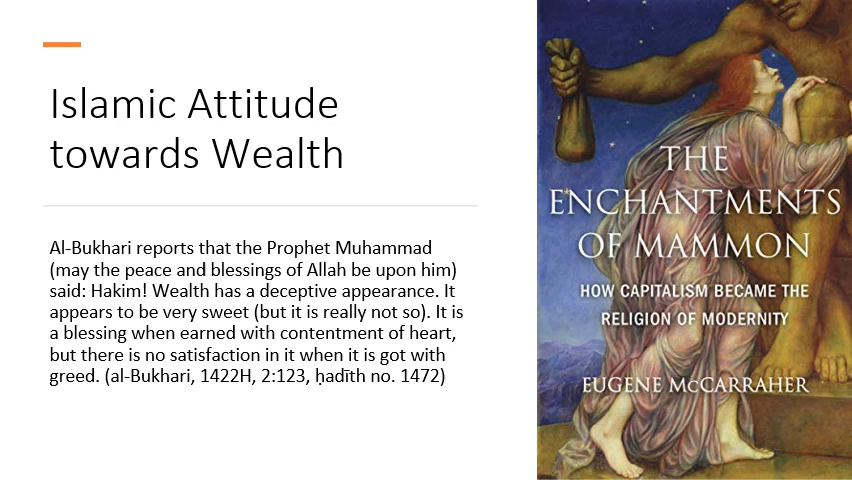 Islamic Attitude
towards Wealth
Al-Bukhari reports that the Prophet Muhammad
(may the peace and blessings of Allah be upon him)
said: Hakim! Wealth has a deceptive appearance. It
appears to be very sweet (but it is really not so). It is
a blessing when earned with contentment of heart,
but there is no satisfaction in it when it is got with
greed. (al-Bukhari, 1422H, 2:123, ḥadīth no. 1472)
THE
ENCHANTMENTS
OF MAMMON
HOW CAPITALISM BECAME THE
RELIGION OF MODERNITY
EUGENE McCARRAHER